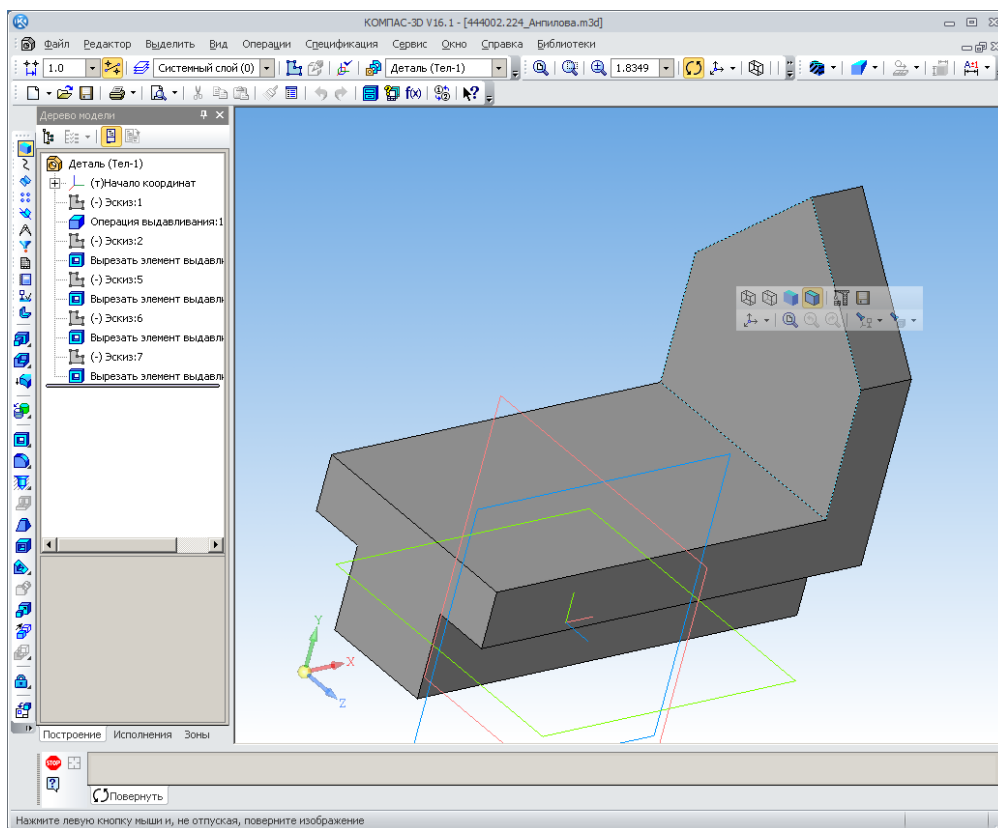 КОМПАС-3D V16.1 - [444002.224_Анпилова.m3d]
Файл Редактор Выделить Вид Операции Спецификация Сервис Окно Справка Библиотеки
1.0 Системный слой (0) Деталь (Тел-1) 1.8349
f(x)
Дерево модели
Деталь (Тел-1)
(т)Начало координат
(-) Эскиз:1
Операция выдавливания:1
(-) Эскиз:2
Вырезать элемент выдавли
(-) Эскиз:5
Вырезать элемент выдавли
(-) Эскиз:6
Вырезать элемент выдавли
(-) Эскиз:7
Вырезать элемент выдавли
Y
X
Z
Построение Исполнения Зоны
STOP
Повернуть
Нажмите левую кнопку мыши и, не отпуская, поверните изображение